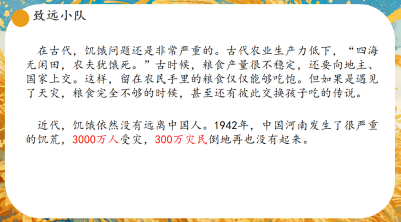 致远小队
在古代，饥饿问题还是非常严重的。古代农业生产力低下，“四海
无闲田，农夫犹饿死。”古时候，粮食产量很不稳定，还要向地主、
国家上交。这样，留在农民手里的粮食仅仅能够吃饱。但如果是遇见
了天灾，粮食完全不够的时候，甚至还有彼此交换孩子吃的传说。
近代，饥饿依然没有远离中国人。1942年，中国河南发生了很严重
的饥荒，3000万人受灾，300万灾民倒地再也没有起来。